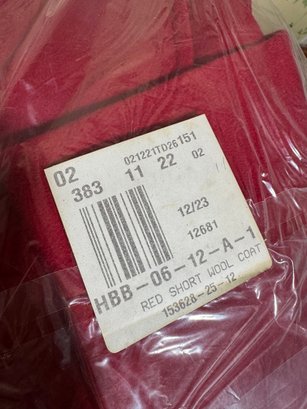 021221TD26151
02 383 11 22 02
12/23
12681
HBB-06-12-A-1
RED SHORT WOOL COAT
153628-25-12